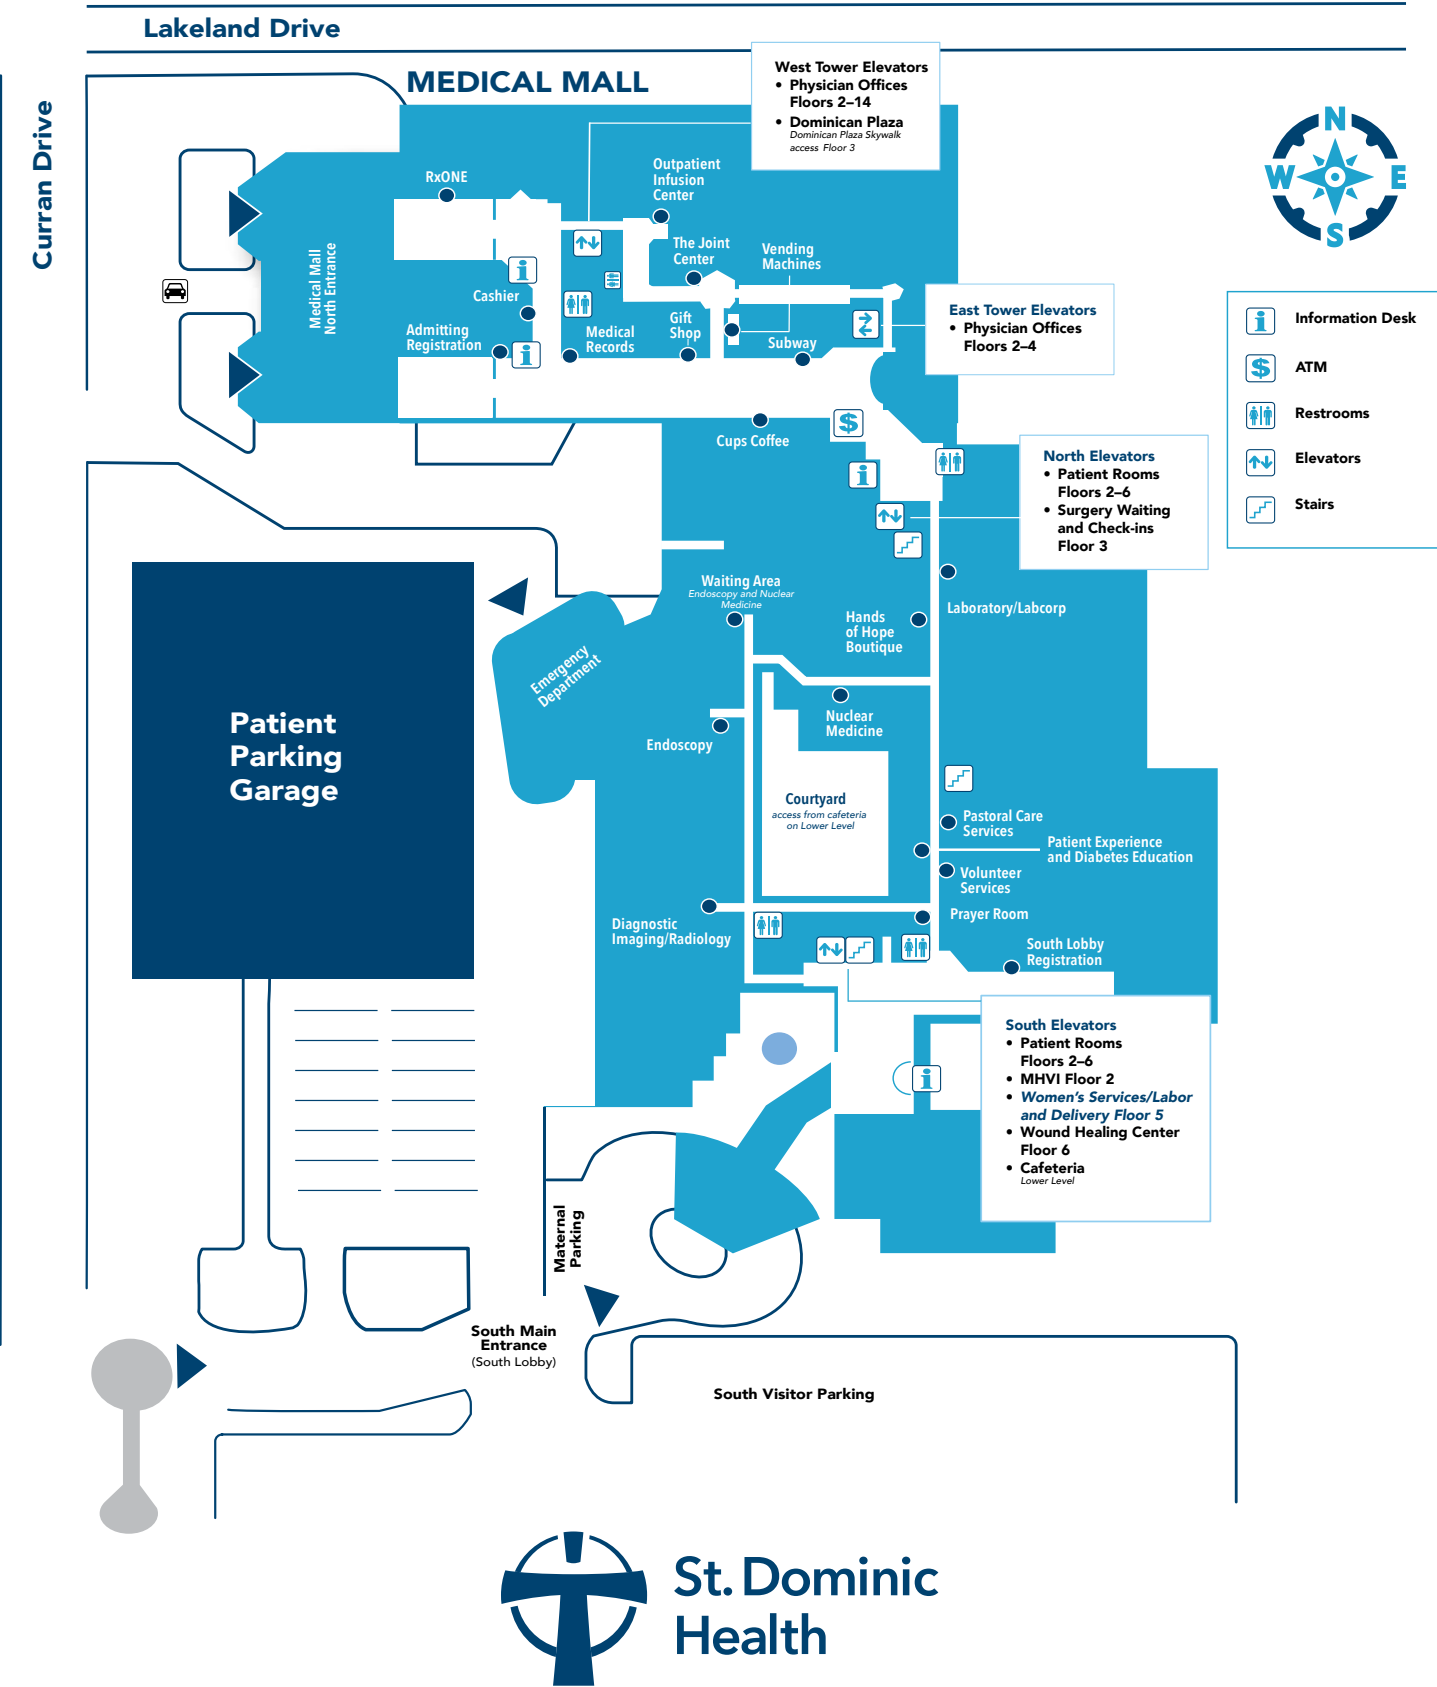 Lakeland Drive
Curran Drive
MEDICAL MALL
West Tower Elevators
• Physician Offices
Floors 2–14
• Dominican Plaza
Dominican Plaza Skywalk
access Floor 3
N
W
E
S
RxONE
Outpatient
Infusion
Center
The Joint
Center
Vending
Machines
Medical Mall
North Entrance
Cashier
Admitting
Registration
Medical
Records
Gift
Shop
Subway
East Tower Elevators
• Physician Offices
Floors 2–4
Information Desk
$ ATM
Restrooms
Elevators
Stairs
Cups Coffee
$
North Elevators
• Patient Rooms
Floors 2–6
• Surgery Waiting
and Check-ins
Floor 3
Waiting Area
Endoscopy and Nuclear
Medicine
Hands
of Hope
Boutique
Laboratory/Labcorp
Emergency
Department
Patient
Parking
Garage
Endoscopy
Nuclear
Medicine
Courtyard
access from cafeteria
on Lower Level
Pastoral Care
Services
Patient Experience
and Diabetes Education
Volunteer
Services
Prayer Room
Diagnostic
Imaging/Radiology
South Lobby
Registration
South Elevators
• Patient Rooms
Floors 2–6
• MHVI Floor 2
• Women's Services/Labor
and Delivery Floor 5
• Wound Healing Center
Floor 6
• Cafeteria
Lower Level
Maternal
Parking
South Main
Entrance
(South Lobby)
South Visitor Parking
St. Dominic
Health